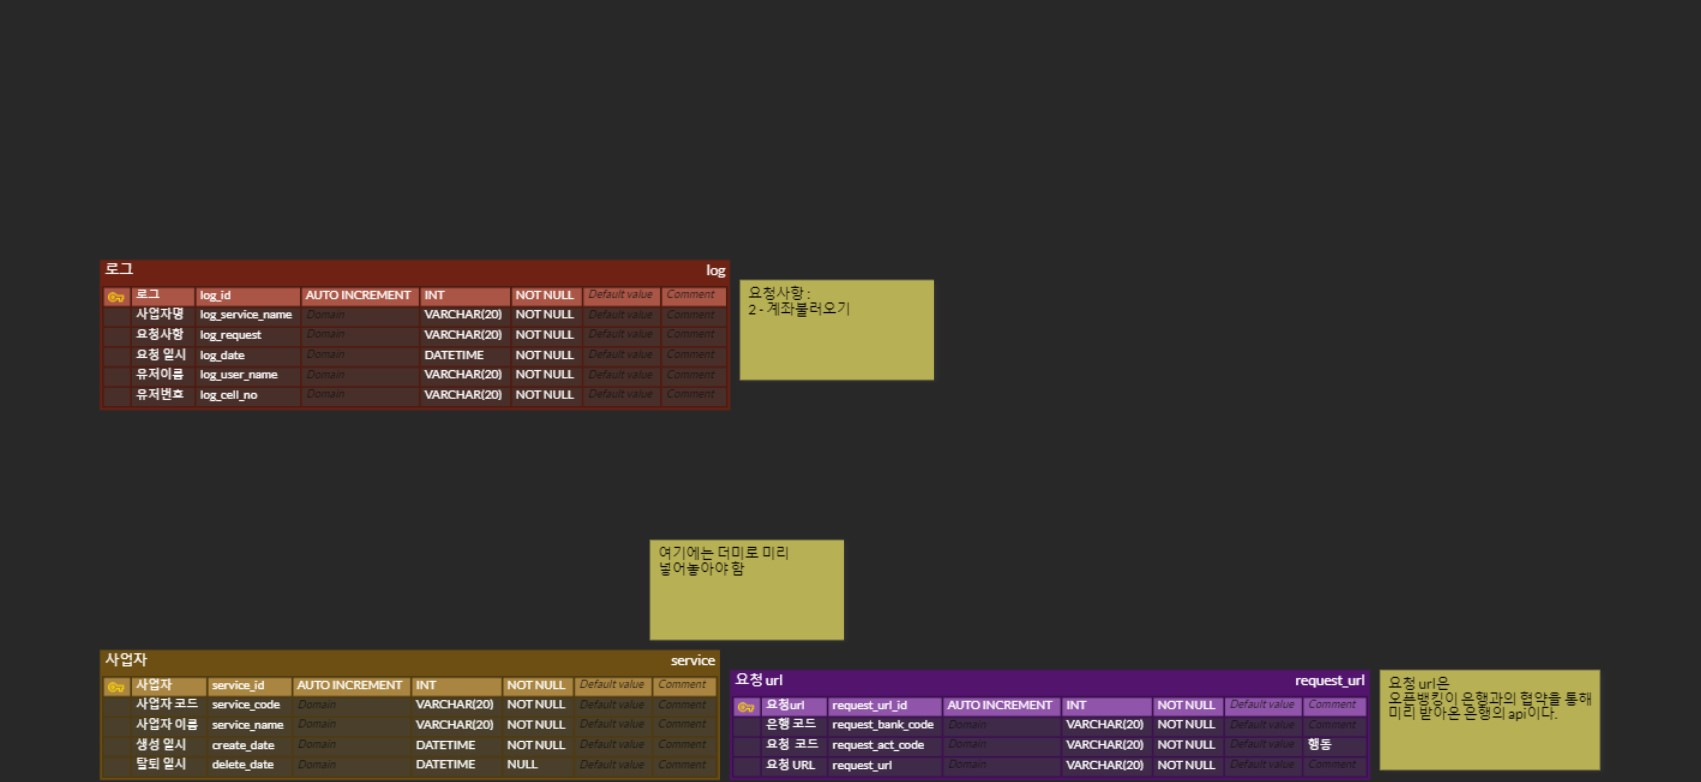 로그 log
로그 log_id AUTO INCREMENT INT NOT NULL Default value Comment
사업자명 log_service_name Domain VARCHAR(20) NOT NULL Default value Comment
요청사항 log_request Domain VARCHAR(20) NOT NULL Default value Comment
요청 일시 log_date Domain DATETIME NOT NULL Default value Comment
유저이름 log_user_name Domain VARCHAR(20) NOT NULL Default value Comment
유저번호 log_cell_no Domain VARCHAR(20) NOT NULL Default value Comment
요청사항 :
2 - 계좌불러오기
여기에는 더미로 미리
넣어놓아야 함
사업자 service
사업자 service_id AUTO INCREMENT INT NOT NULL Default value Comment
사업자 코드 service_code Domain VARCHAR(20) NOT NULL Default value Comment
사업자 이름 service_name Domain VARCHAR(20) NOT NULL Default value Comment
생성 일시 create_date Domain DATETIME NOT NULL Default value Comment
탈퇴 일시 delete_date Domain DATETIME NULL Default value Comment
요청 url request_url
요청url request_url_id AUTO INCREMENT INT NOT NULL Default value Comment
은행 코드 request_bank_code Domain VARCHAR(20) NOT NULL Default value Comment
요청 코드 request_act_code Domain VARCHAR(20) NOT NULL Default value 행동
요청 URL request_url Domain VARCHAR(20) NOT NULL Default value Comment
요청 url은
오픈뱅킹이 은행과의 협약을 통해
미리 받아온 은행의 api이다.